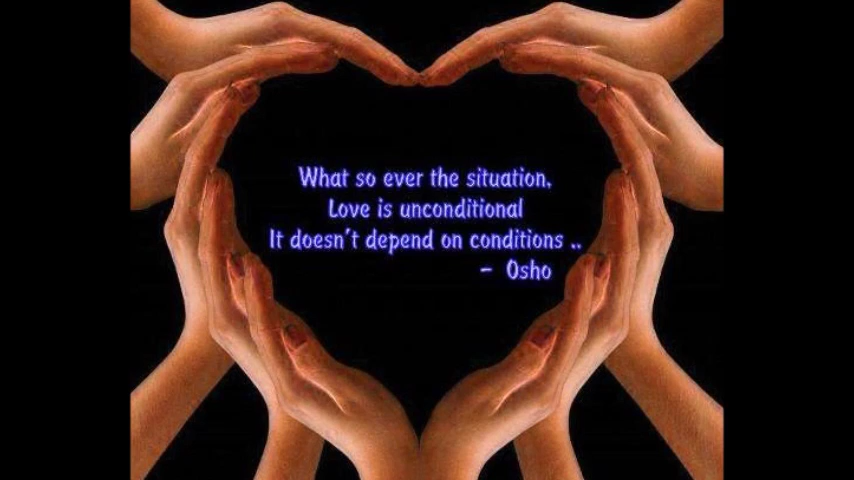 What so ever the situation,
Love is unconditional
It doesn't depend on conditions ..
- Osho